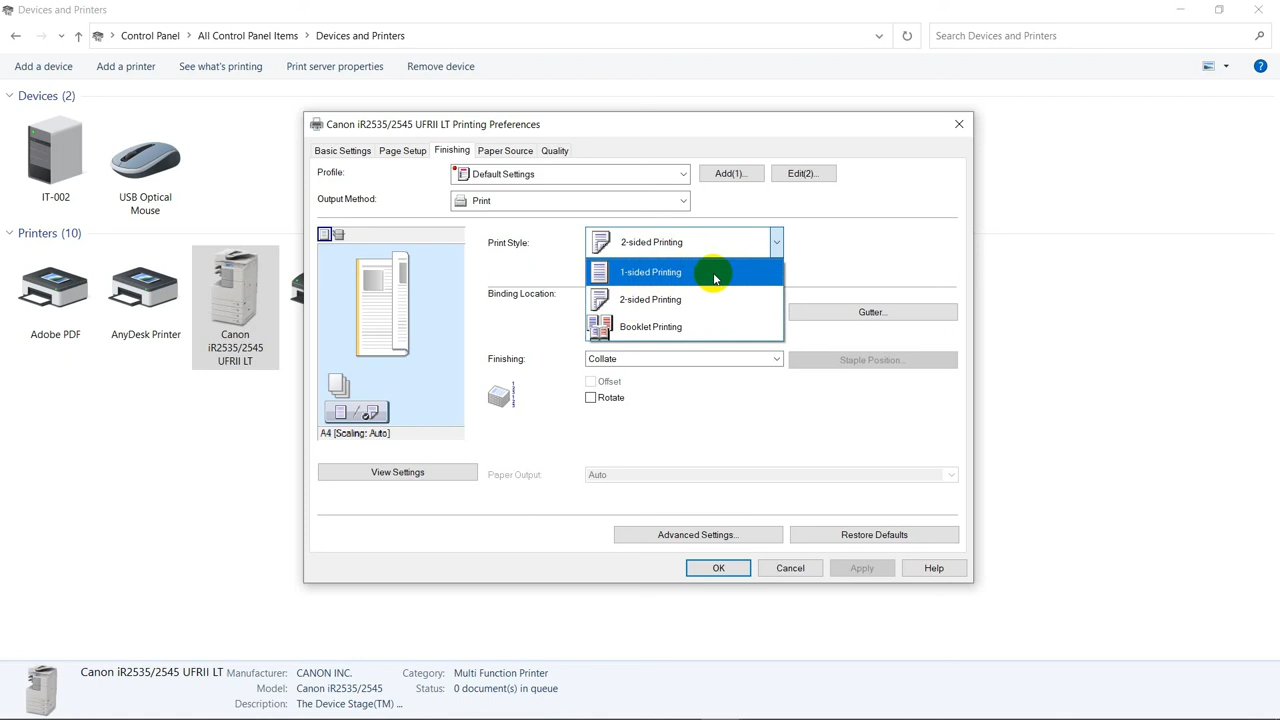 Devices and Printers
Control Panel > All Control Panel Items > Devices and Printers
Search Devices and Printers
Add a device Add a printer See what's printing Print server properties Remove device
Devices (2)
IT-002
USB Optical
Mouse
Printers (10)
Adobe PDF
AnyDesk Printer
Canon
iR2535/2545
UFRII LT
Canon iR2535/2545 UFRII LT Printing Preferences
Basic Settings Page Setup Finishing Paper Source Quality
Profile: Default Settings Add(1)... Edit(2)...
Output Method: Print
Print Style: 2-sided Printing
1-sided Printing
2-sided Printing
Booklet Printing
Binding Location:
Gutter...
Finishing: Collate Staple Position...
Offset
Rotate
A4 [Scaling: Auto]
View Settings
Paper Output: Auto
Advanced Settings... Restore Defaults
OK Cancel Apply Help
Canon iR2535/2545 UFRII LT Manufacturer: CANON INC. Category: Multi Function Printer
Model: Canon iR2535/2545 Status: 0 document(s) in queue
Description: The Device Stage(TM) ...